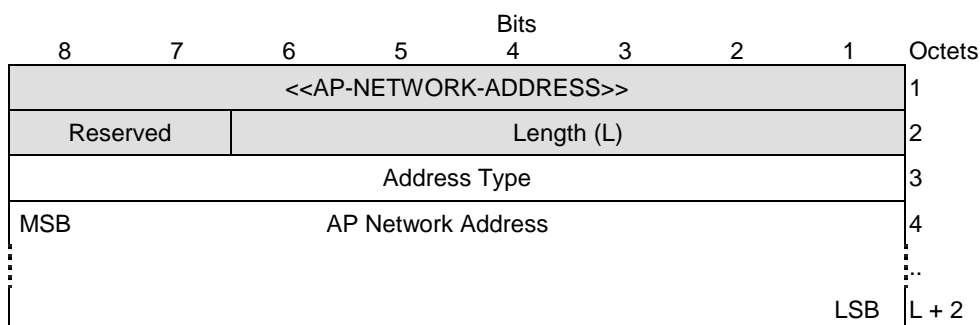 Bits
8 7 6 5 4 3 2 1 Octets
<<AP-NETWORK-ADDRESS>> 1
Reserved Length (L) 2
Address Type 3
MSB AP Network Address 4
..
LSB L + 2